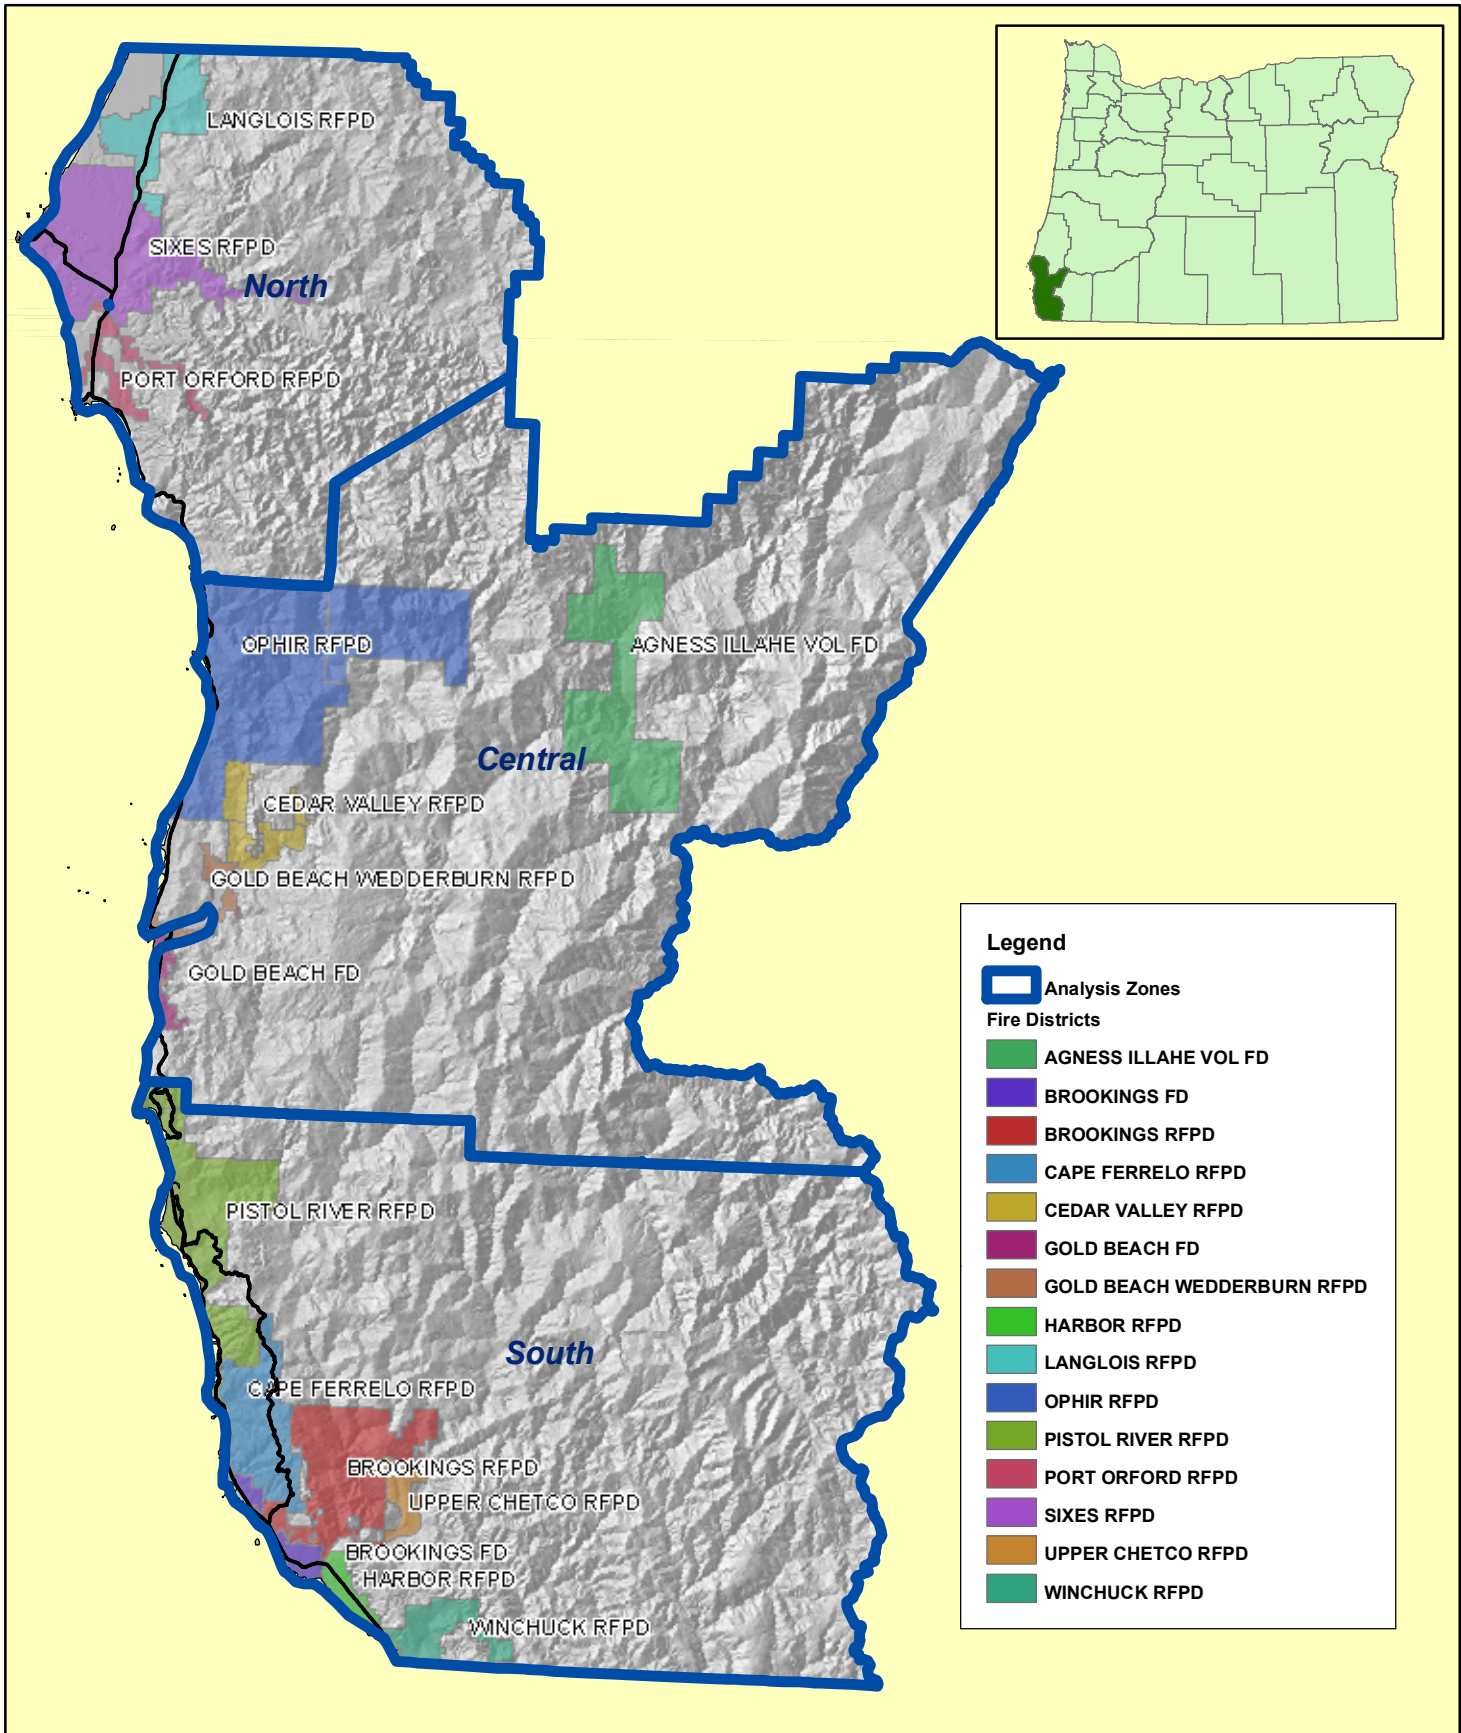 LANGLOIS RFPD
SIXES RFPD
North
PORT ORFORD RFPD
OPHIR RFPD
AGNESS ILLAHE VOL FD
Central
CEDAR VALLEY RFPD
GOLD BEACH WEDDERBURN RFPD
GOLD BEACH FD
PISTOL RIVER RFPD
South
CAPE FERRELO RFPD
BROOKINGS RFPD
UPPER CHETCO RFPD
BROOKINGS FD
HARBOR RFPD
WINCHUCK RFPD
Legend
Analysis Zones
Fire Districts
AGNESS ILLAHE VOL FD
BROOKINGS FD
BROOKINGS RFPD
CAPE FERRELO RFPD
CEDAR VALLEY RFPD
GOLD BEACH FD
GOLD BEACH WEDDERBURN RFPD
HARBOR RFPD
LANGLOIS RFPD
OPHIR RFPD
PISTOL RIVER RFPD
PORT ORFORD RFPD
SIXES RFPD
UPPER CHETCO RFPD
WINCHUCK RFPD